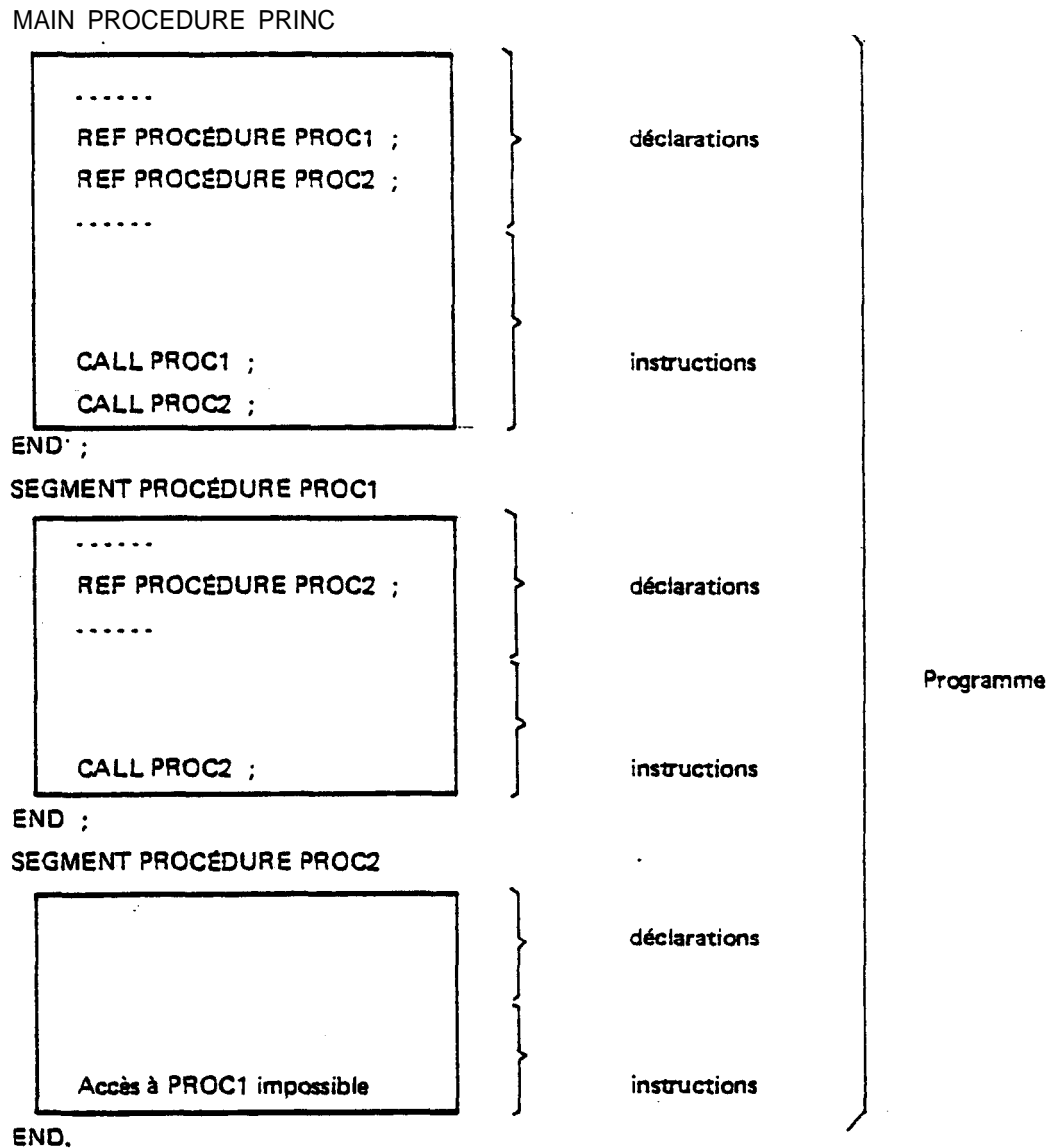 MAIN PROCEDURE PRINC
......
REF PROCÉDURE PROC1 ;
déclarations
REF PROCÉDURE PROC2 ;
......
CALL PROC1 ;
instructions
CALL PROC2 ;
END ;
SEGMENT PROCÉDURE PROC1
......
REF PROCÉDURE PROC2 ;
déclarations
......
Programme
CALL PROC2 ;
instructions
END ;
SEGMENT PROCÉDURE PROC2
déclarations
Accès à PROC1 impossible
instructions
END.